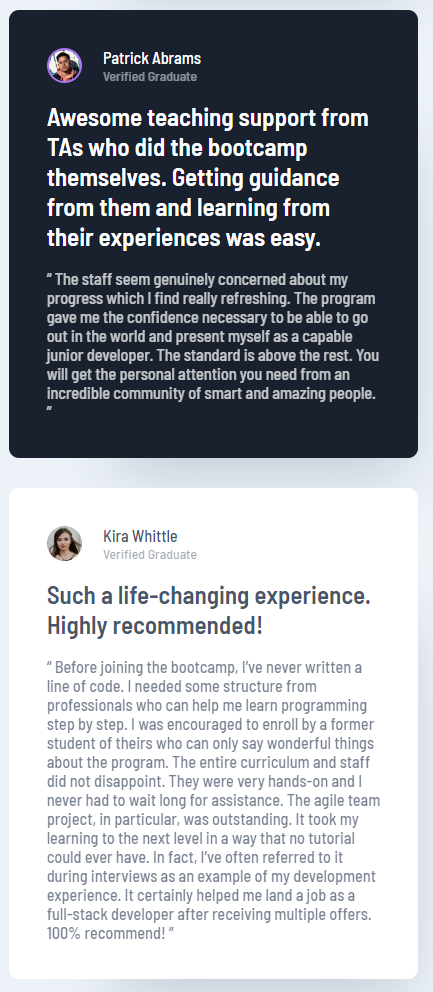 Patrick Abrams
Verified Graduate
Awesome teaching support from
TAs who did the bootcamp
themselves. Getting guidance
from them and learning from
their experiences was easy.
“ The staff seem genuinely concerned about my
progress which I find really refreshing. The program
gave me the confidence necessary to be able to go
out in the world and present myself as a capable
junior developer. The standard is above the rest. You
will get the personal attention you need from an
incredible community of smart and amazing people.
”
Kira Whittle
Verified Graduate
Such a life-changing experience.
Highly recommended!
“ Before joining the bootcamp, I’ve never written a
line of code. I needed some structure from
professionals who can help me learn programming
step by step. I was encouraged to enroll by a former
student of theirs who can only say wonderful things
about the program. The entire curriculum and staff
did not disappoint. They were very hands-on and I
never had to wait long for assistance. The agile team
project, in particular, was outstanding. It took my
learning to the next level in a way that no tutorial
could ever have. In fact, I’ve often referred to it
during interviews as an example of my development
experience. It certainly helped me land a job as a
full-stack developer after receiving multiple offers.
100% recommend! ”